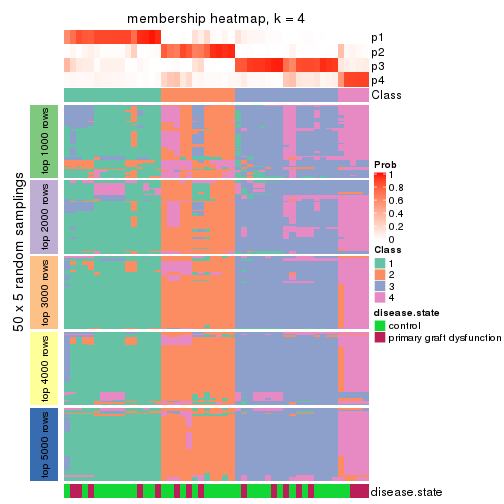 membership heatmap, k = 4
p1
p2
p3
p4
Class
50 x 5 random samplings
top 1000 rows
top 2000 rows
top 3000 rows
top 4000 rows
top 5000 rows
Prob
1
0.8
0.6
0.4
0.2
0
Class
1
2
3
4
disease.state
control
primary graft dysfunction
disease.state